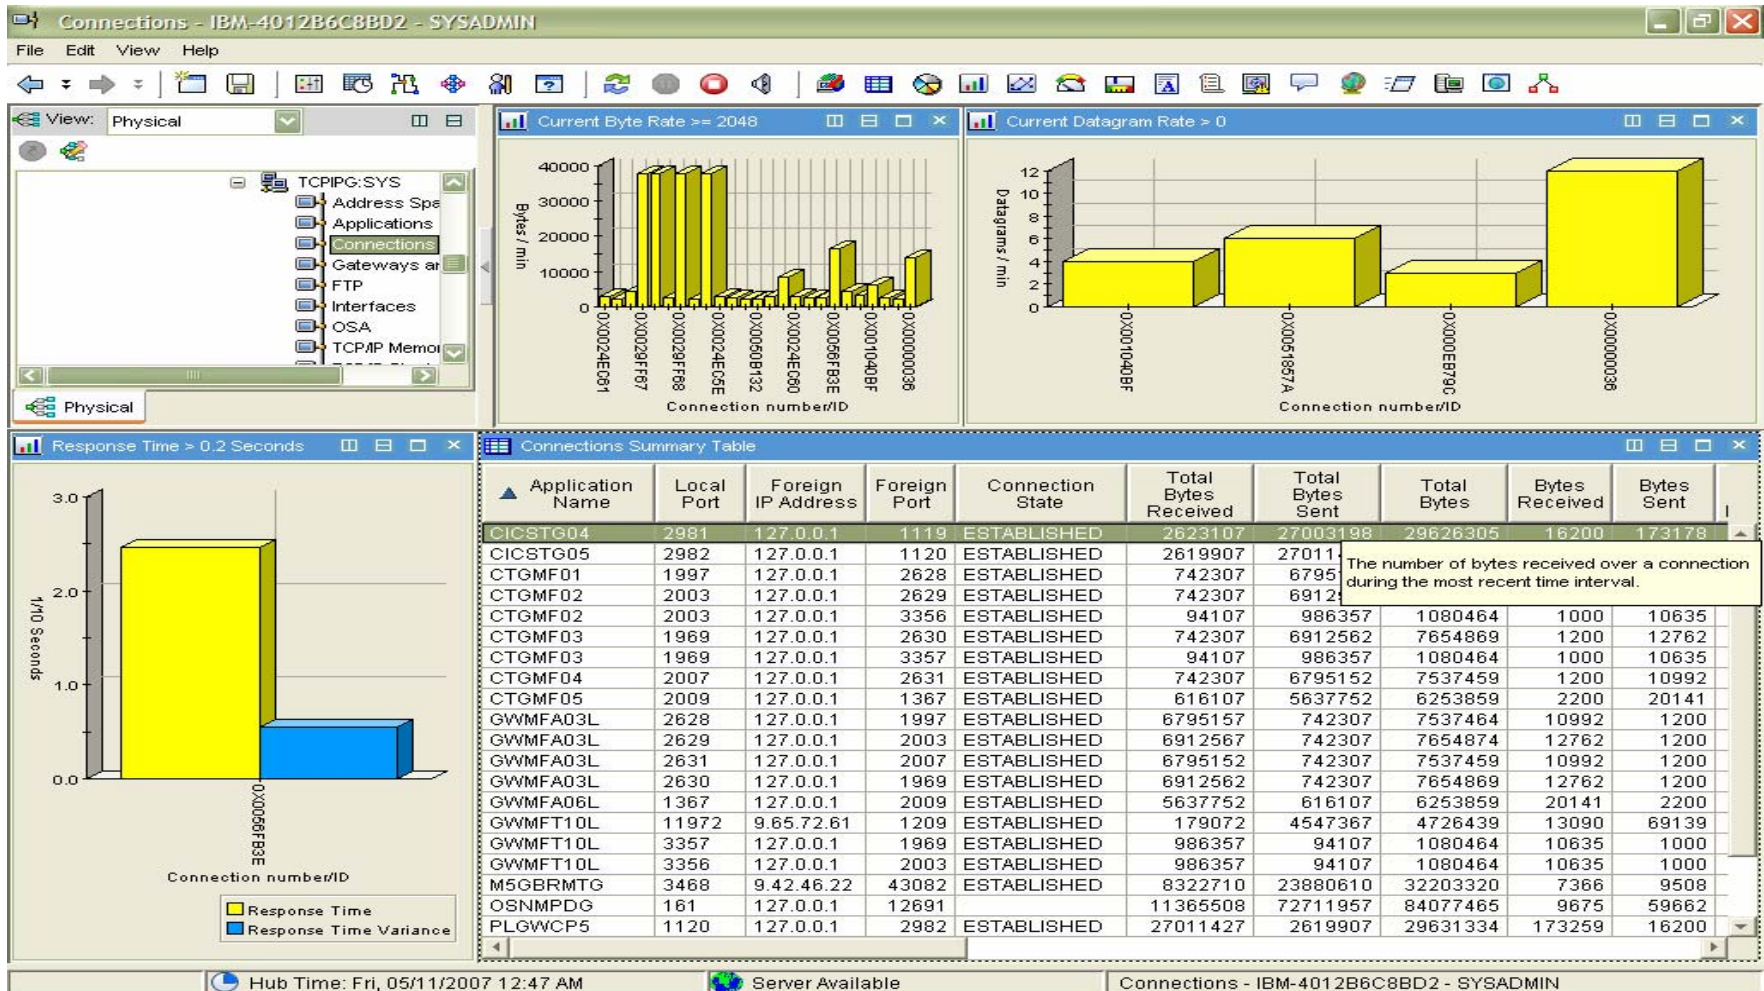 Connections - IBM-4012B6C8BD2 - SYSADMIN
File Edit View Help
View: Physical
TCPIPG:SYS
Address Spa
Applications
Connections
Gateways ar
FTP
Interfaces
OSA
TCP/IP Memor
Physical
Current Byte Rate >= 2048
40000
30000
20000
10000
0
Bytes / min
0X0024EC61
0X0029FF67
0X0029FF68
0X0024EC5E
0X0050B132
0X0024EC60
0X0056FB3E
0X001040BF
0X00000038
Connection number/ID
Current Datagram Rate > 0
12
10
8
6
4
2
0
Datagrams / min
0X001040BF
0X0051857A
0X000EB79C
0X00000038
Connection number/ID
Response Time > 0.2 Seconds
3.0
2.0
1.0
0.0
1/10 Seconds
0X0056FB3E
Connection number/ID
Response Time
Response Time Variance
Connections Summary Table
Application Name Local Port Foreign IP Address Foreign Port Connection State Total Bytes Received Total Bytes Sent Total Bytes Bytes Received Bytes Sent
CICSTG04 2981 127.0.0.1 1119 ESTABLISHED 2623107 27003198 29626305 16200 173178
CICSTG05 2982 127.0.0.1 1120 ESTABLISHED 2619907 27011
The number of bytes received over a connection
during the most recent time interval.
CTGMF01 1997 127.0.0.1 2628 ESTABLISHED 742307 6795
CTGMF02 2003 127.0.0.1 2629 ESTABLISHED 742307 6912
CTGMF02 2003 127.0.0.1 3356 ESTABLISHED 94107 986357 1080464 1000 10635
CTGMF03 1969 127.0.0.1 2630 ESTABLISHED 742307 6912562 7654869 1200 12762
CTGMF03 1969 127.0.0.1 3357 ESTABLISHED 94107 986357 1080464 1000 10635
CTGMF04 2007 127.0.0.1 2631 ESTABLISHED 742307 6795152 7537459 1200 10992
CTGMF05 2009 127.0.0.1 1367 ESTABLISHED 616107 5637752 6253859 2200 20141
GWMFA03L 2628 127.0.0.1 1997 ESTABLISHED 6795157 742307 7537464 10992 1200
GWMFA03L 2629 127.0.0.1 2003 ESTABLISHED 6912567 742307 7654874 12762 1200
GWMFA03L 2631 127.0.0.1 2007 ESTABLISHED 6795152 742307 7537459 10992 1200
GWMFA03L 2630 127.0.0.1 1969 ESTABLISHED 6912562 742307 7654869 12762 1200
GWMFA06L 1367 127.0.0.1 2009 ESTABLISHED 5637752 616107 6253859 20141 2200
GWMFT10L 11972 9.65.72.61 1209 ESTABLISHED 179072 4547367 4726439 13090 69139
GWMFT10L 3357 127.0.0.1 1969 ESTABLISHED 986357 94107 1080464 10635 1000
GWMFT10L 3356 127.0.0.1 2003 ESTABLISHED 986357 94107 1080464 10635 1000
M5GBRMTG 3468 9.42.46.22 43082 ESTABLISHED 8322710 23880610 32203320 7366 9508
OSNMPDG 161 127.0.0.1 12691 11365508 72711957 84077465 9675 59662
PLGWCP5 1120 127.0.0.1 2982 ESTABLISHED 27011427 2619907 29631334 173259 16200
Hub Time: Fri, 05/11/2007 12:47 AM
Server Available
Connections - IBM-4012B6C8BD2 - SYSADMIN